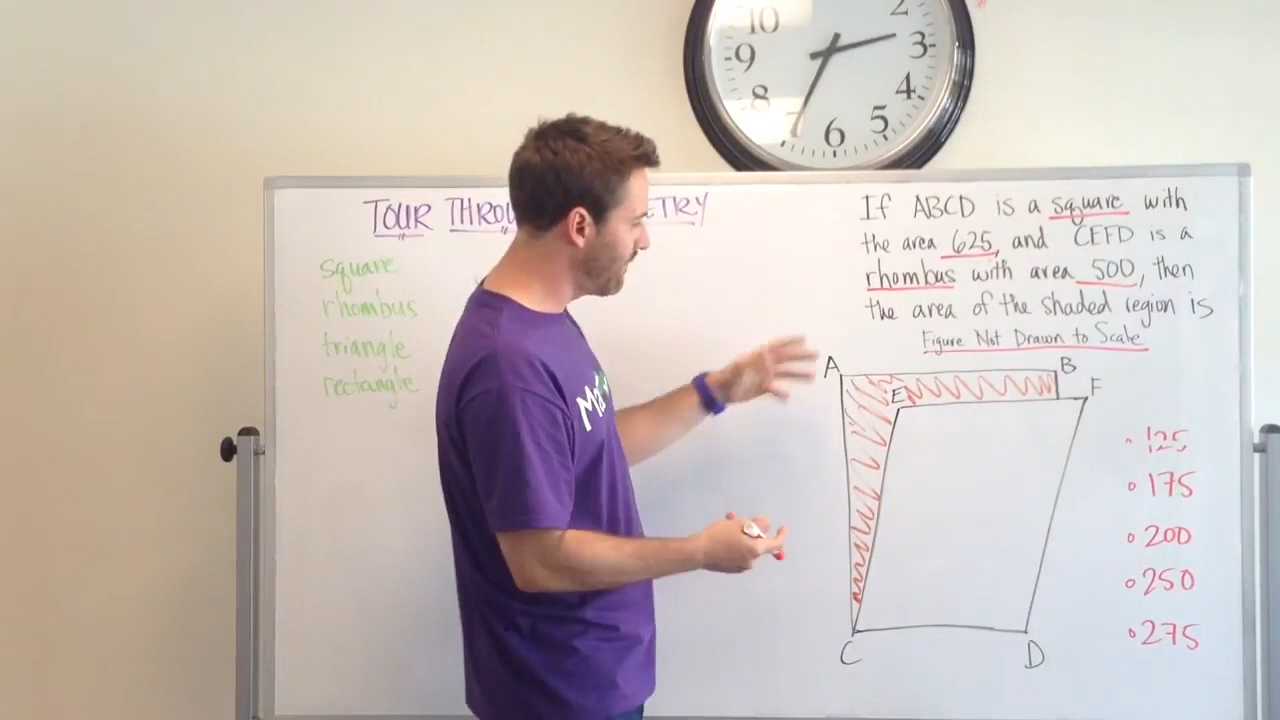 10
2
9
3
8
4
7
6
5
TOUR
square
rhombus
triangle
rectangle
If ABCD is a square with
the area 625, and CEFD is a
rhombus with area 500, then
the area of the shaded region is
Figure Not Drawn to Scale
A
B
E
F
C
D
125
175
200
250
275